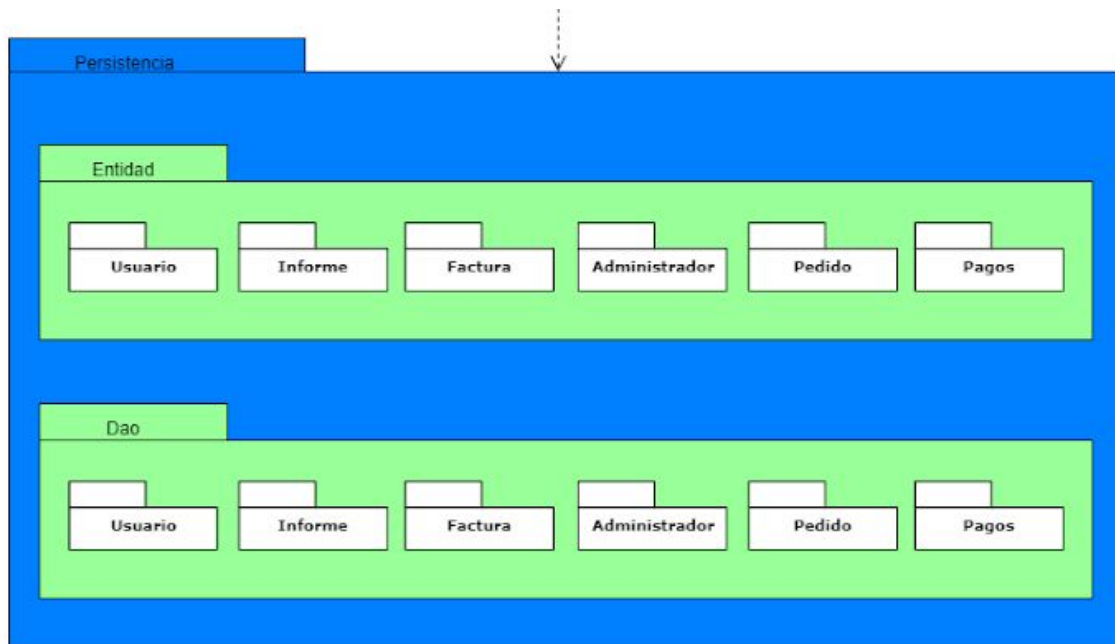 Persistencia
Entidad
Usuario Informe Factura Administrador Pedido Pagos
Dao
Usuario Informe Factura Administrador Pedido Pagos